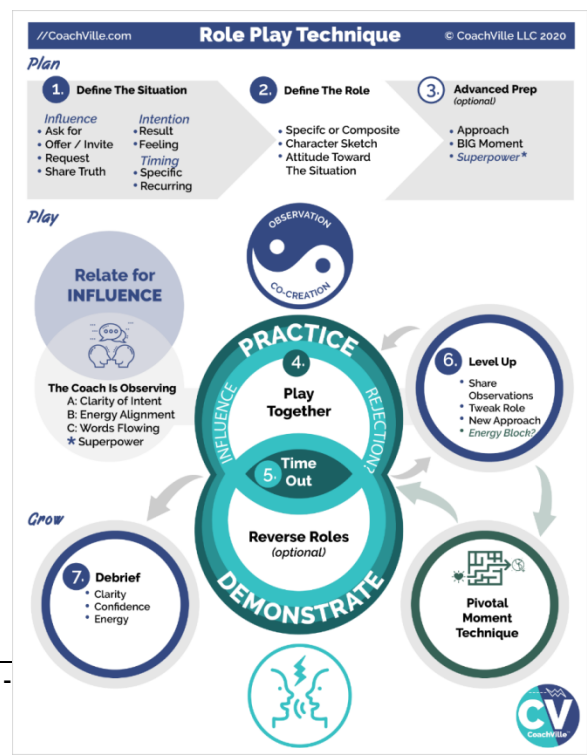 //CoachVille.com
Role Play Technique
© CoachVille LLC 2020
Plan
1. Define The Situation
Influence
• Ask for
• Offer / Invite
• Request
• Share Truth
Intention
• Result
• Feeling
Timing
• Specific
• Recurring
2. Define The Role
• Specifc or Composite
• Character Sketch
• Attitude Toward
The Situation
3. Advanced Prep
(optional)
• Approach
• BIG Moment
• Superpower*
Play
OBSERVATION
CO-CREATION
Relate for
INFLUENCE
The Coach Is Observing
A: Clarity of Intent
B: Energy Alignment
C: Words Flowing
* Superpower
PRACTICE
4.
Play
Together
INFLUENCE
REJECTION?
5. Time
Out
Reverse Roles
(optional)
DEMONSTRATE
6. Level Up
• Share
Observations
• Tweak Role
• New Approach
• Energy Block?
Pivotal
Moment
Technique
Grow
7. Debrief
• Clarity
• Confidence
• Energy
-
CV
CoachVille